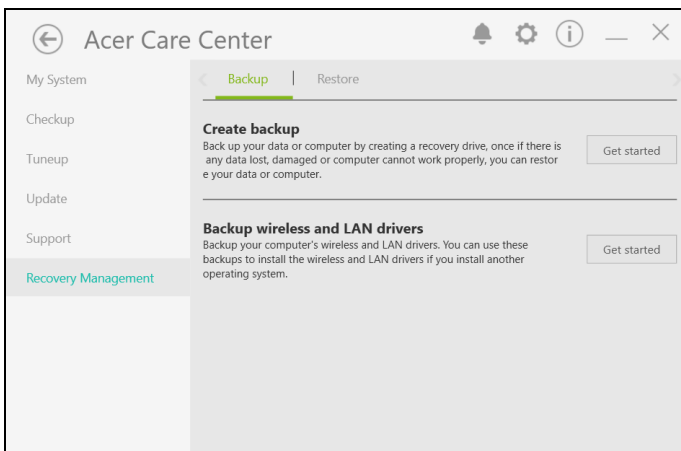 Acer Care Center
My System
Checkup
Tuneup
Update
Support
Recovery Management
Backup
Restore
Create backup
Back up your data or computer by creating a recovery drive, once if there is
any data lost, damaged or computer cannot work properly, you can restor
e your data or computer.
Get started
Backup wireless and LAN drivers
Backup your computer's wireless and LAN drivers. You can use these
backups to install the wireless and LAN drivers if you install another
operating system.
Get started